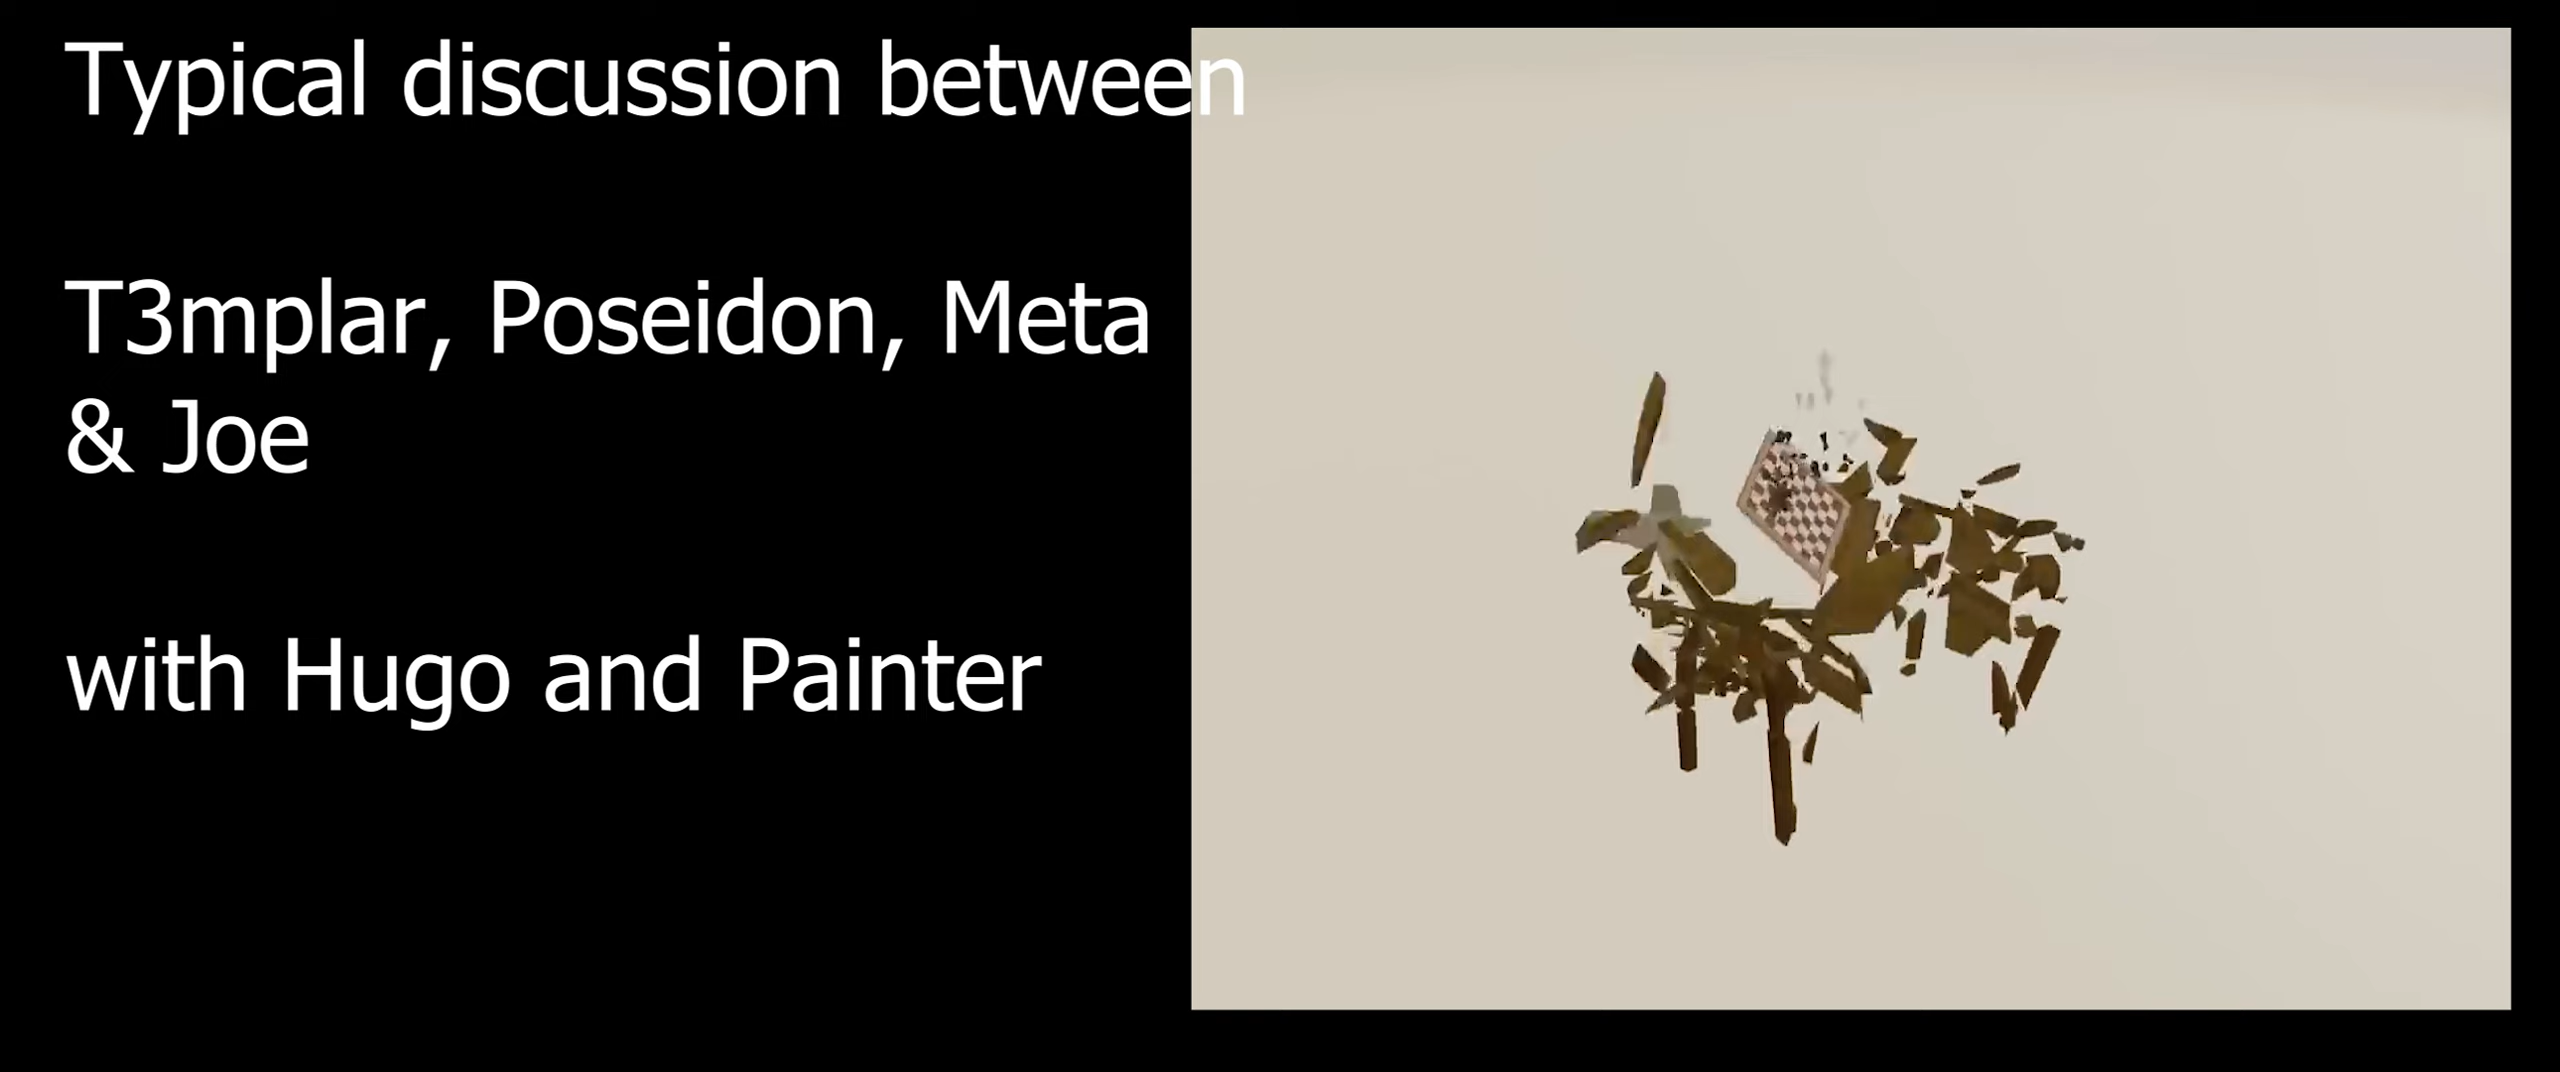 Typical discussion between
T3mplar, Poseidon, Meta
& Joe
with Hugo and Painter